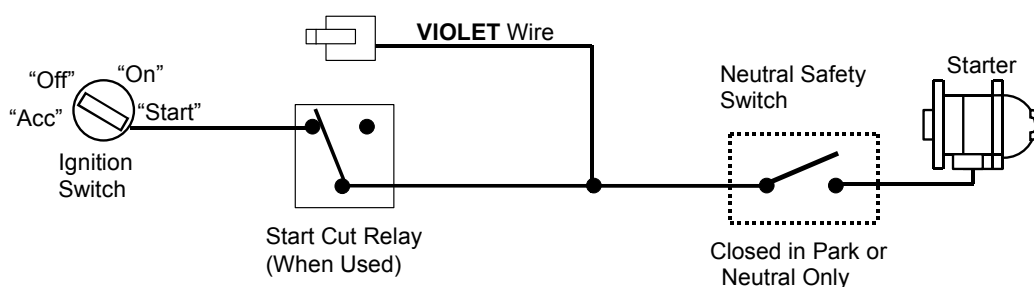 VIOLET Wire
“Off”
“On”
“Acc”
“Start”
Ignition
Switch
Start Cut Relay
(When Used)
Neutral Safety
Switch
Starter
Closed in Park or
Neutral Only